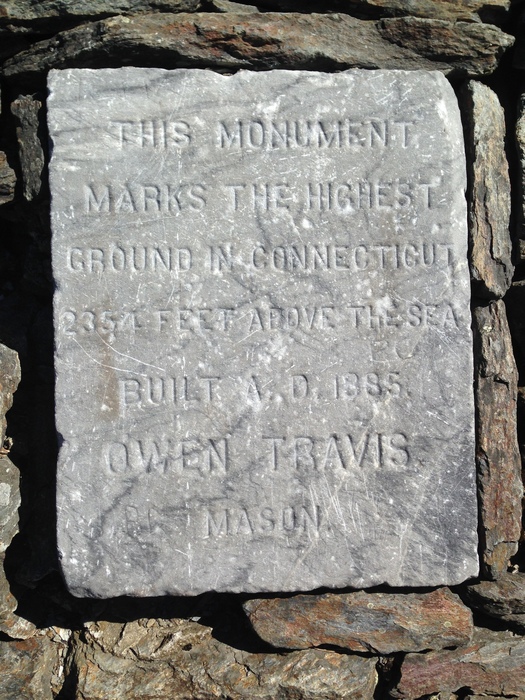 THIS MONUMENT
MARKS THE HIGHEST
GROUND IN CONNECTICUT
2354 FEET ABOVE THE SEA
BUILT A. D. 1885.
OWEN TRAVIS.
MASON.